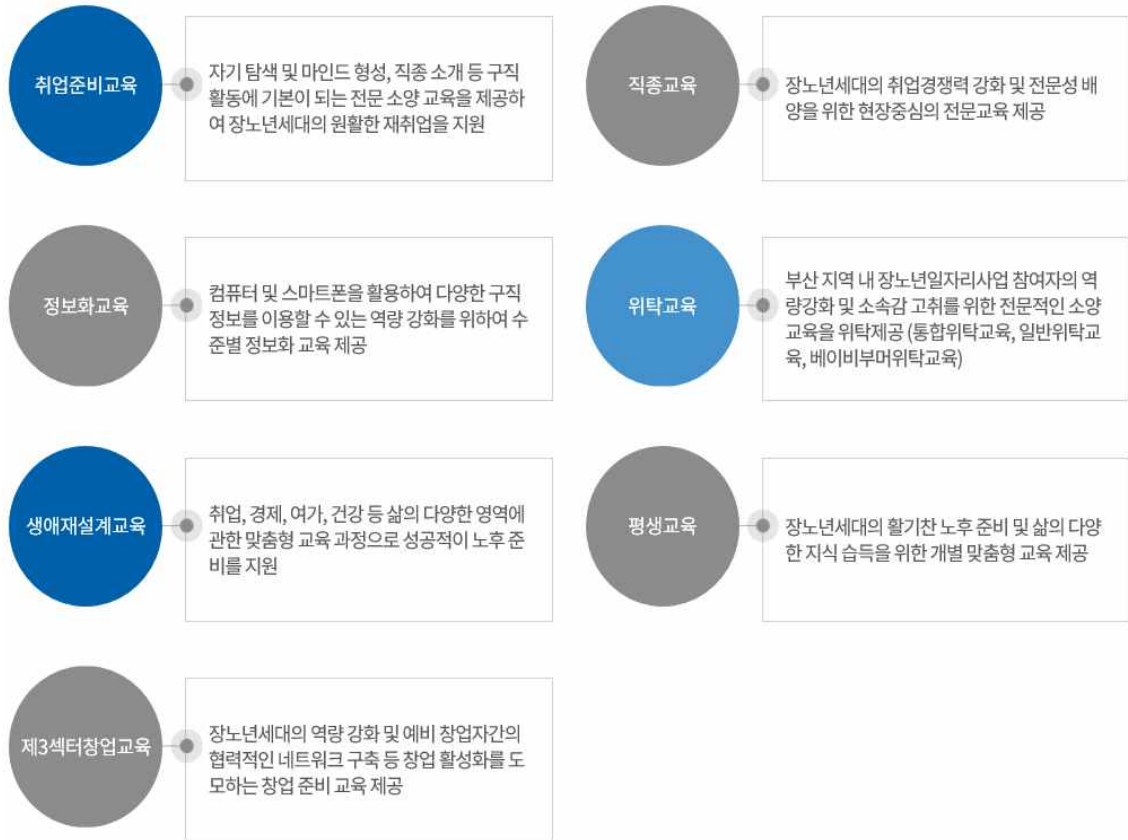 취업준비교육
자기 탐색 및 마인드 형성, 직종 소개 등 구직
활동에 기본이 되는 전문 소양 교육을 제공하
여 장노년세대의 원활한 재취업을 지원
직종교육
장노년세대의 취업경쟁력 강화 및 전문성 배
양을 위한 현장중심의 전문교육 제공
정보화교육
컴퓨터 및 스마트폰을 활용하여 다양한 구직
정보를 이용할 수 있는 역량 강화를 위하여 수
준별 정보화 교육 제공
위탁교육
부산 지역 내 장노년일자리사업 참여자의 역
량강화 및 소속감 고취를 위한 전문적인 소양
교육을 위탁제공 (통합위탁교육, 일반위탁교
육, 베이비부머위탁교육)
생애재설계교육
취업, 경제, 여가, 건강 등 삶의 다양한 영역에
관한 맞춤형 교육 과정으로 성공적이 노후 준
비를 지원
평생교육
장노년세대의 활기찬 노후 준비 및 삶의 다양
한 지식 습득을 위한 개별 맞춤형 교육 제공
제3섹터창업교육
장노년세대의 역량 강화 및 예비 창업자간의
협력적인 네트워크 구축 등 창업 활성화를 도
모하는 창업 준비 교육 제공